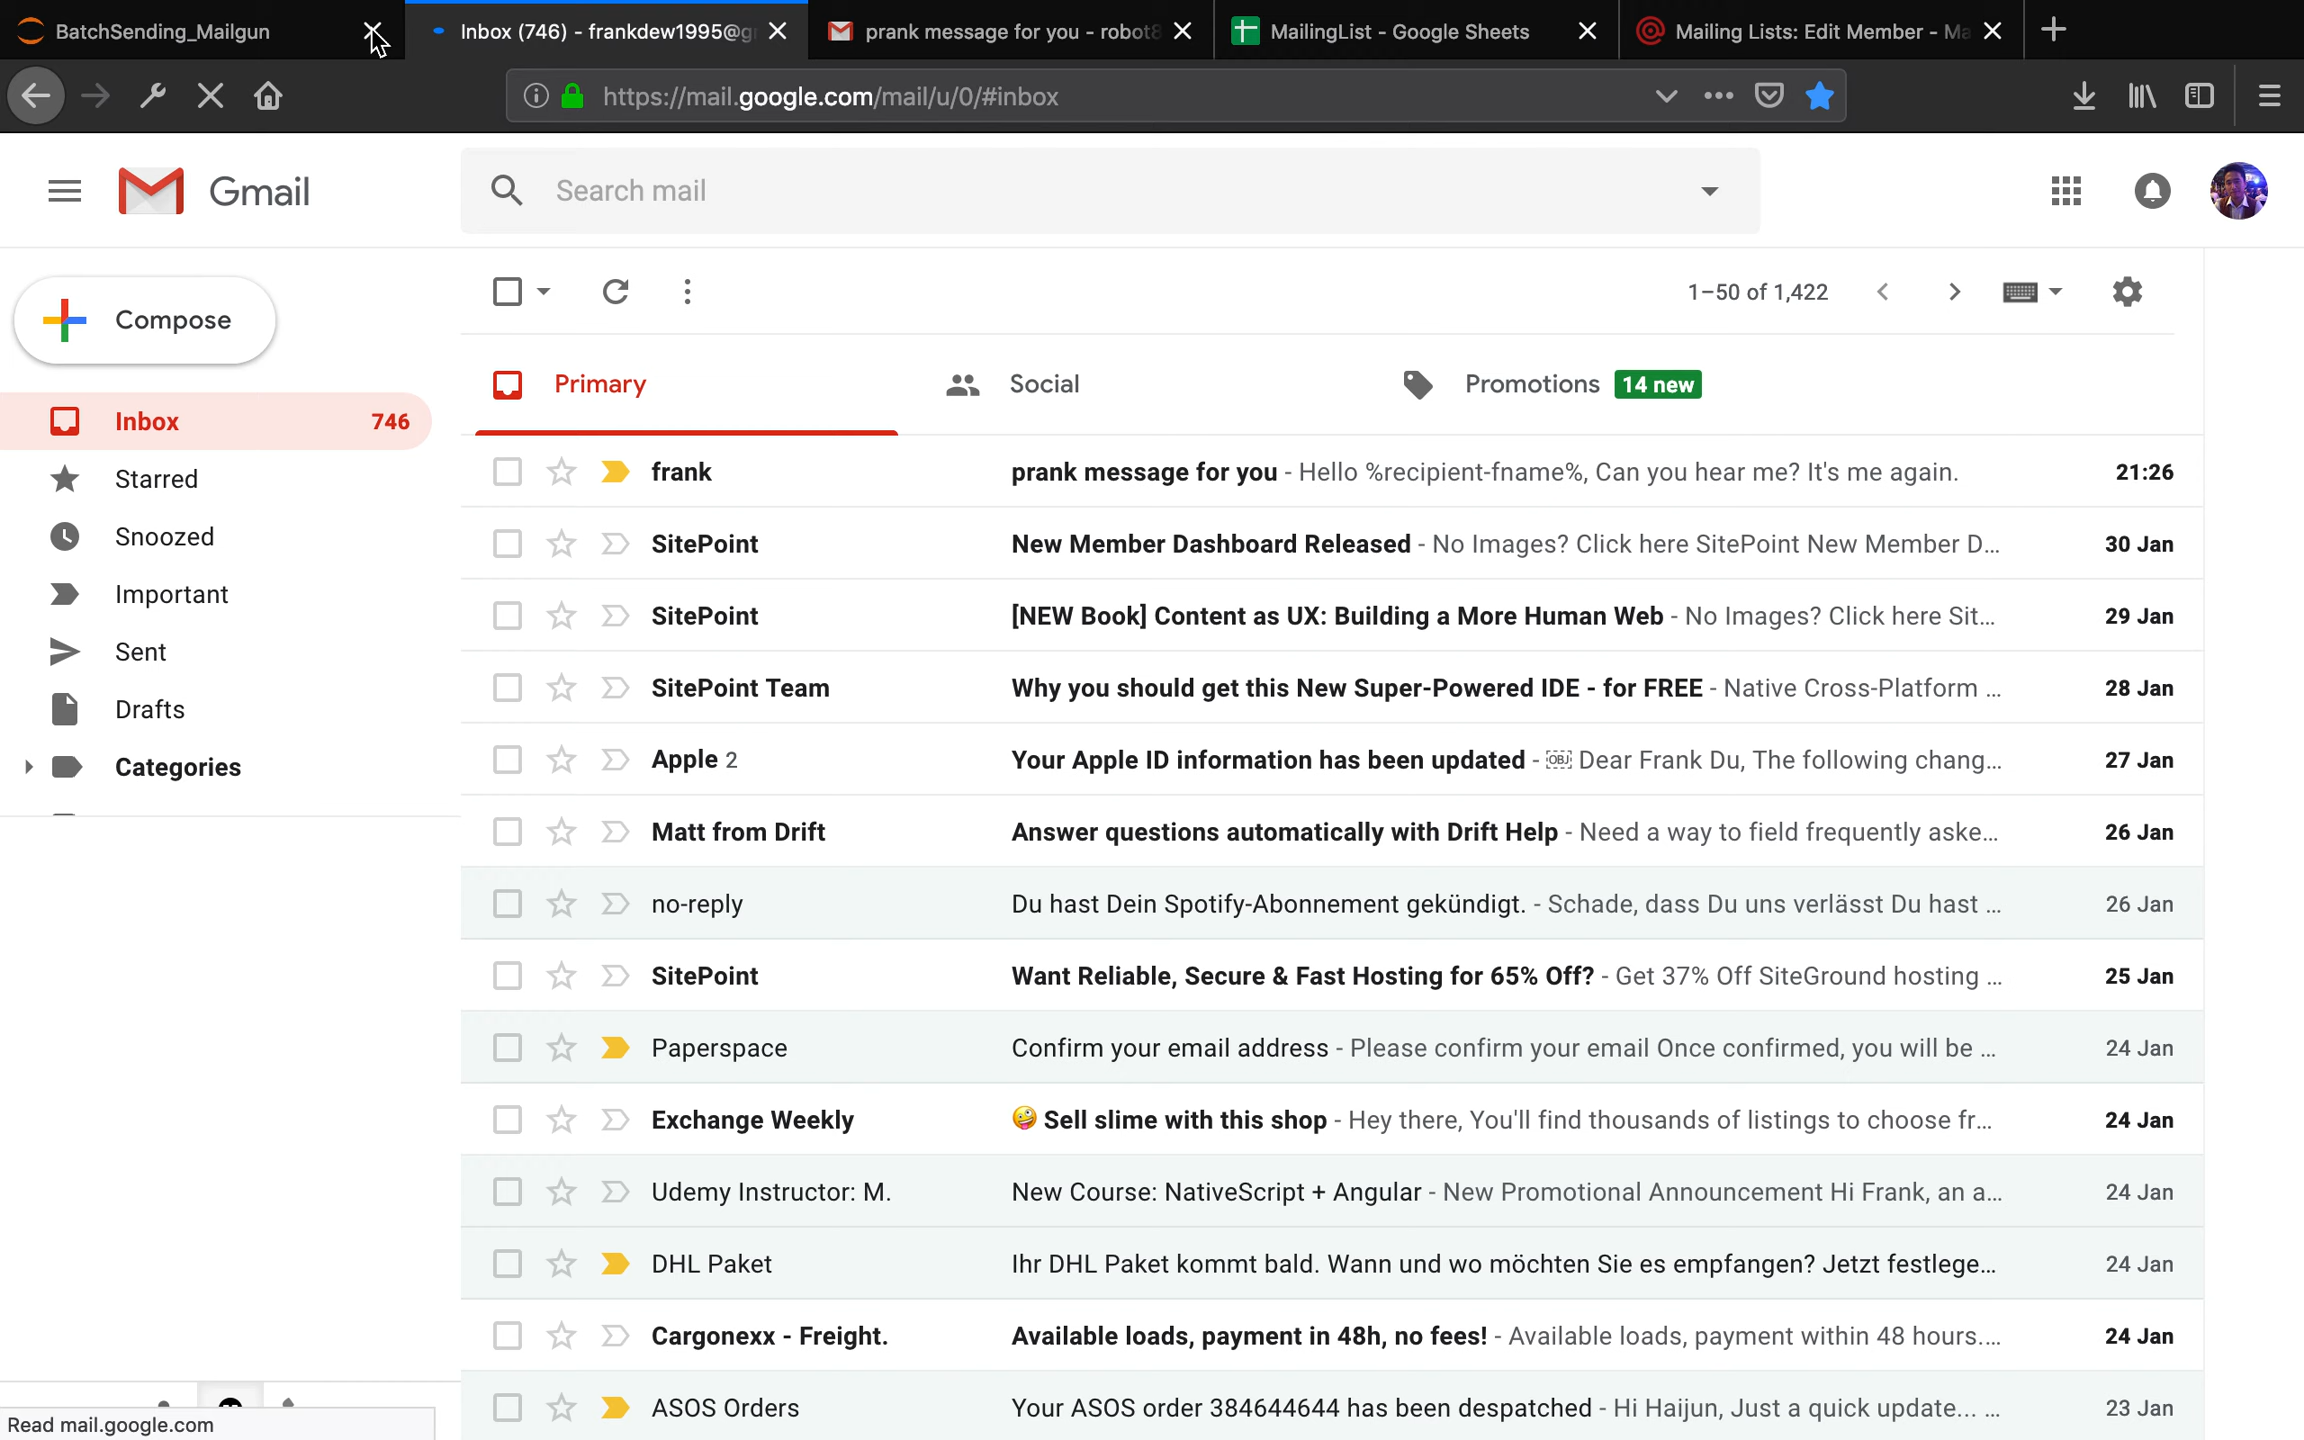 BatchSending_Mailgun
Inbox (746) - frankdew1995@g
prank message for you - robot8
MailingList - Google Sheets
Mailing Lists: Edit Member - Ma
https://mail.google.com/mail/u/0/#inbox
Gmail
Search mail
Compose
1–50 of 1,422
Primary
Social
Promotions 14 new
Inbox 746
Starred
Snoozed
Important
Sent
Drafts
Categories
frank prank message for you - Hello %recipient-fname%, Can you hear me? It's me again. 21:26
SitePoint New Member Dashboard Released - No Images? Click here SitePoint New Member D... 30 Jan
SitePoint [NEW Book] Content as UX: Building a More Human Web - No Images? Click here Sit... 29 Jan
SitePoint Team Why you should get this New Super-Powered IDE - for FREE - Native Cross-Platform ... 28 Jan
Apple 2 Your Apple ID information has been updated - OBJ Dear Frank Du, The following chang... 27 Jan
Matt from Drift Answer questions automatically with Drift Help - Need a way to field frequently aske... 26 Jan
no-reply Du hast Dein Spotify-Abonnement gekündigt. - Schade, dass Du uns verlässt Du hast ... 26 Jan
SitePoint Want Reliable, Secure & Fast Hosting for 65% Off? - Get 37% Off SiteGround hosting ... 25 Jan
Paperspace Confirm your email address - Please confirm your email Once confirmed, you will be ... 24 Jan
Exchange Weekly 🤪 Sell slime with this shop - Hey there, You'll find thousands of listings to choose fr... 24 Jan
Udemy Instructor: M. New Course: NativeScript + Angular - New Promotional Announcement Hi Frank, an a... 24 Jan
DHL Paket Ihr DHL Paket kommt bald. Wann und wo möchten Sie es empfangen? Jetzt festlege... 24 Jan
Cargonexx - Freight. Available loads, payment in 48h, no fees! - Available loads, payment within 48 hours.... 24 Jan
ASOS Orders Your ASOS order 384644644 has been despatched - Hi Haijun, Just a quick update... ... 23 Jan
Read mail.google.com